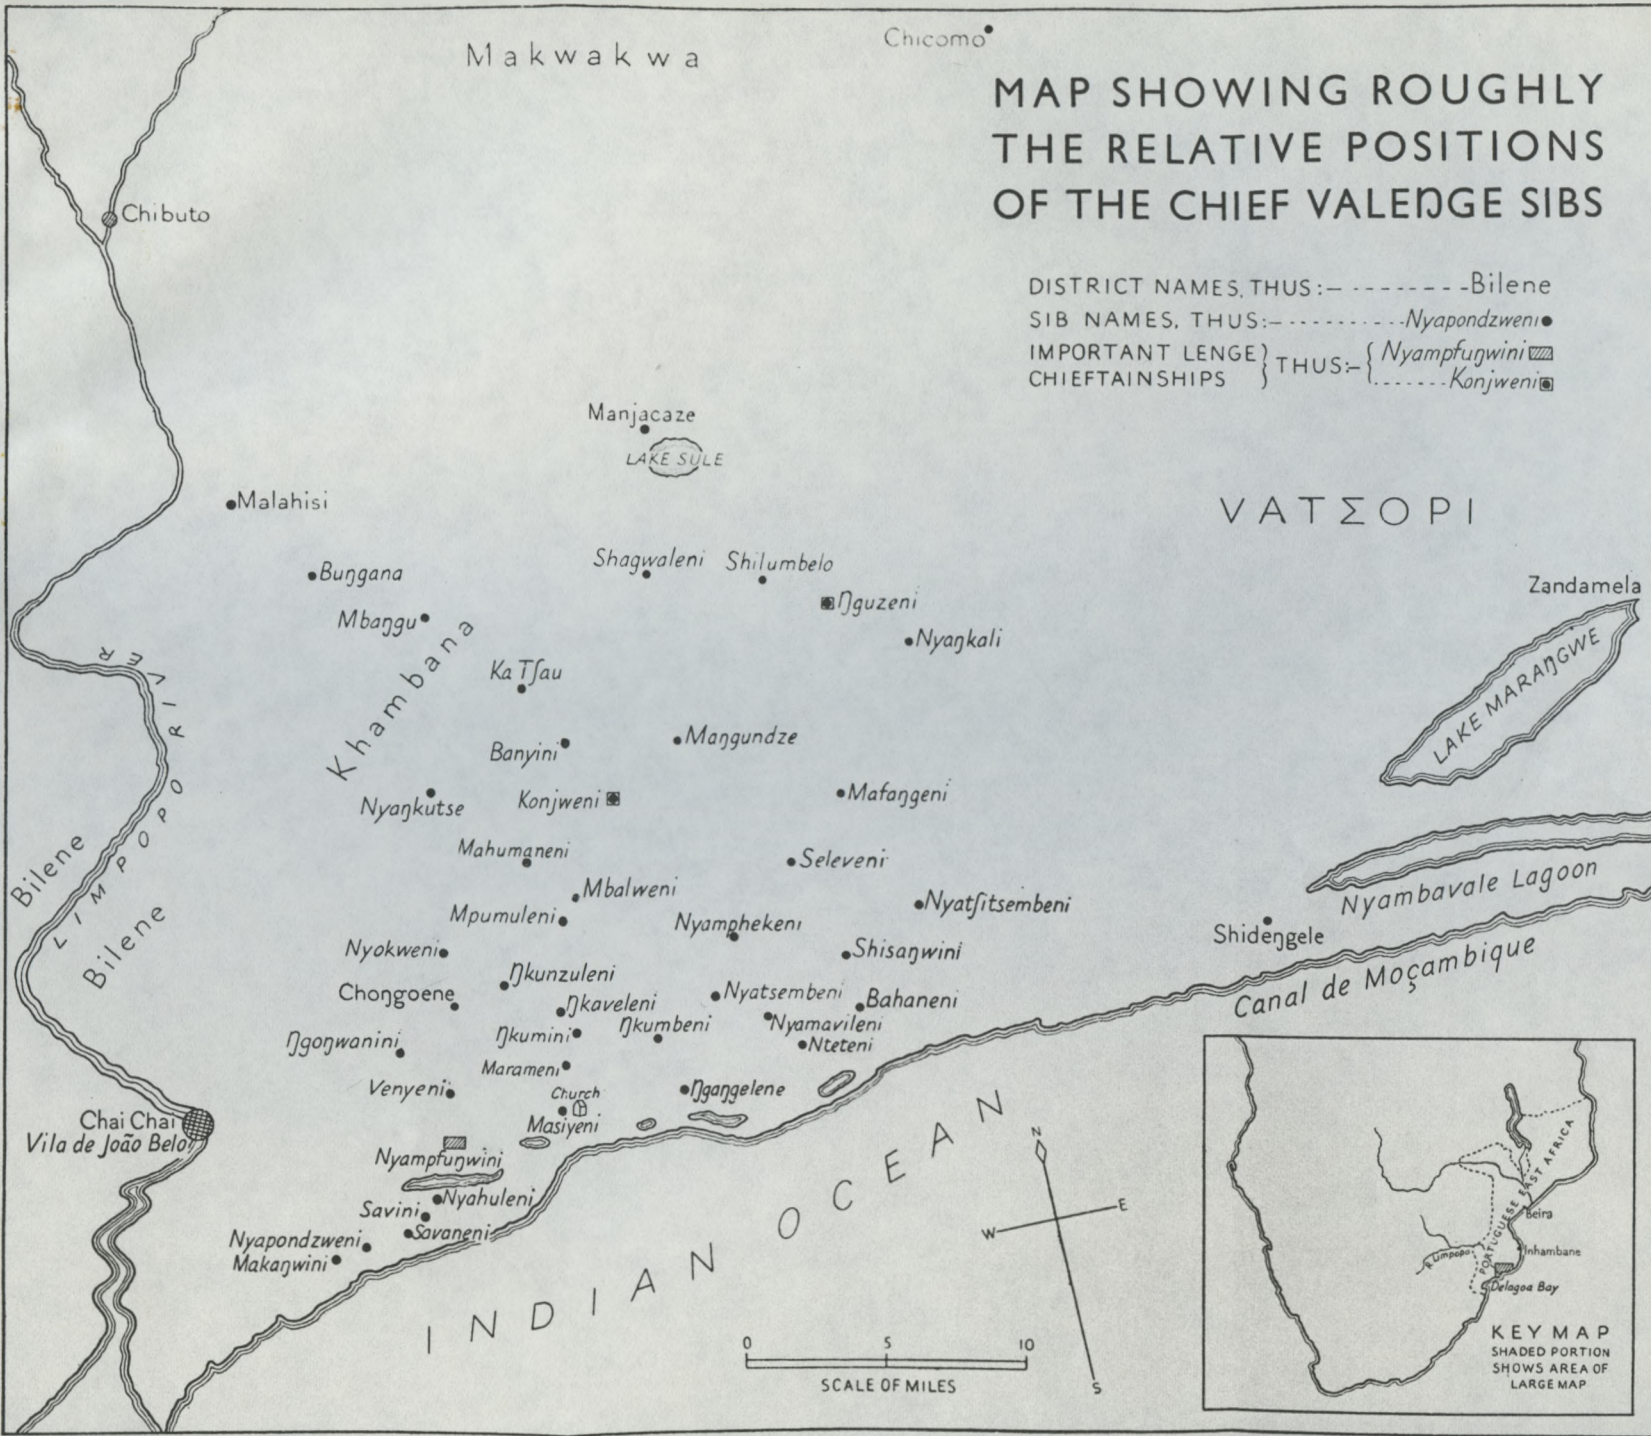 Makwakwa
Chicomo
MAP SHOWING ROUGHLY
THE RELATIVE POSITIONS
OF THE CHIEF VALEŊGE SIBS
Chibuto
DISTRICT NAMES, THUS:— - - - - - - - - Bilene
SIB NAMES, THUS:— - - - - - - - - - - Nyapondzweni
IMPORTANT LENGE } THUS:— { Nyampfuŋwini
CHIEFTAINSHIPS ....... Konjweni
Manjacaze
LAKE SULE
Malahisi
VATΣOPI
Buŋgana
Shagwaleni
Shilumbelo
Zandamela
Mbaŋgu
Ŋguzeni
Nyaŋkali
Khambana
Ka Tʃau
LAKE MARAŊGWE
LIMPOPO RIVER
Banyini
Maŋgundze
Nyaŋkutse
Konjweni
Mafaŋgeni
Bilene
Bilene
Mahumaneni
Seleveni
Mbalweni
Nyatʃitsembeni
Nyambavale Lagoon
Mpumuleni
Nyamphekeni
Shideŋgele
Nyokweni
Shisaŋwini
Canal de Moçambique
Ŋkunzuleni
Choŋgoene
Ŋkaveleni
Nyatsembeni
Bahaneni
Ŋgoŋwanini
Ŋkumini
Ŋkumbeni
Nyamavileni
Nteteni
Marameni
Venyeni
Church
Ŋgaŋgelene
Masiyeni
Chai Chai
Vila de João Belo
Nyampfuŋwini
Nyahuleni
Savini
Savaneni
Nyapondzweni
Makaŋwini
INDIAN OCEAN
N
E
W
S
0 5 10
SCALE OF MILES
PORTUGUESE EAST AFRICA
Beira
Inhambane
R. Limpopo
Delagoa Bay
KEY MAP
SHADED PORTION
SHOWS AREA OF
LARGE MAP